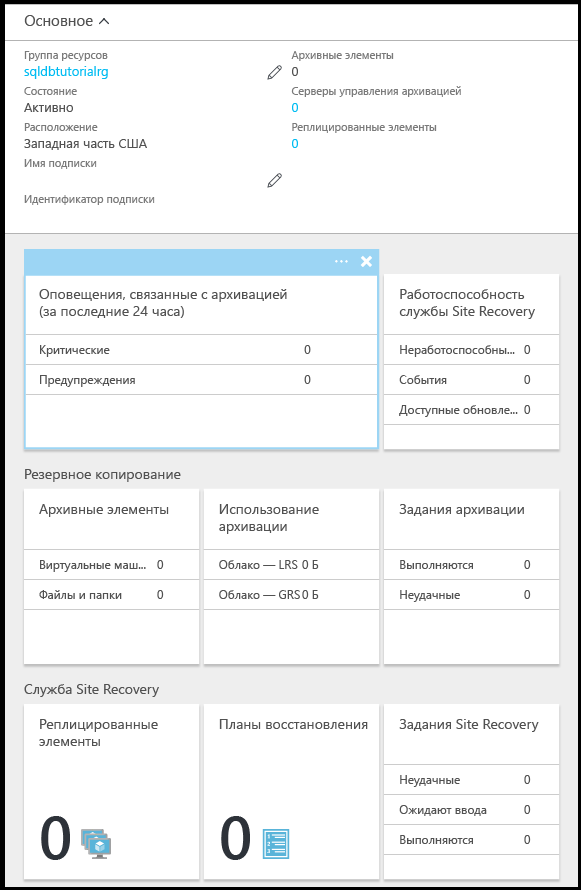 Основное
Группа ресурсов
sqldbtutorialrg
Состояние
Активно
Расположение
Западная часть США
Имя подписки
Идентификатор подписки
Архивные элементы
0
Серверы управления архивацией
0
Реплицированные элементы
0
Оповещения, связанные с архивацией
(за последние 24 часа)
Критические 0
Предупреждения 0
Работоспособность
службы Site Recovery
Неработоспособны... 0
События 0
Доступные обновле... 0
Резервное копирование
Архивные элементы
Виртуальные маш... 0
Файлы и папки 0
Использование
архивации
Облако — LRS 0 Б
Облако — GRS 0 Б
Задания архивации
Выполняются 0
Неудачные 0
Служба Site Recovery
Реплицированные
элементы
0
Планы восстановления
0
1
2
3
Задания Site Recovery
Неудачные 0
Ожидают ввода 0
Выполняются 0